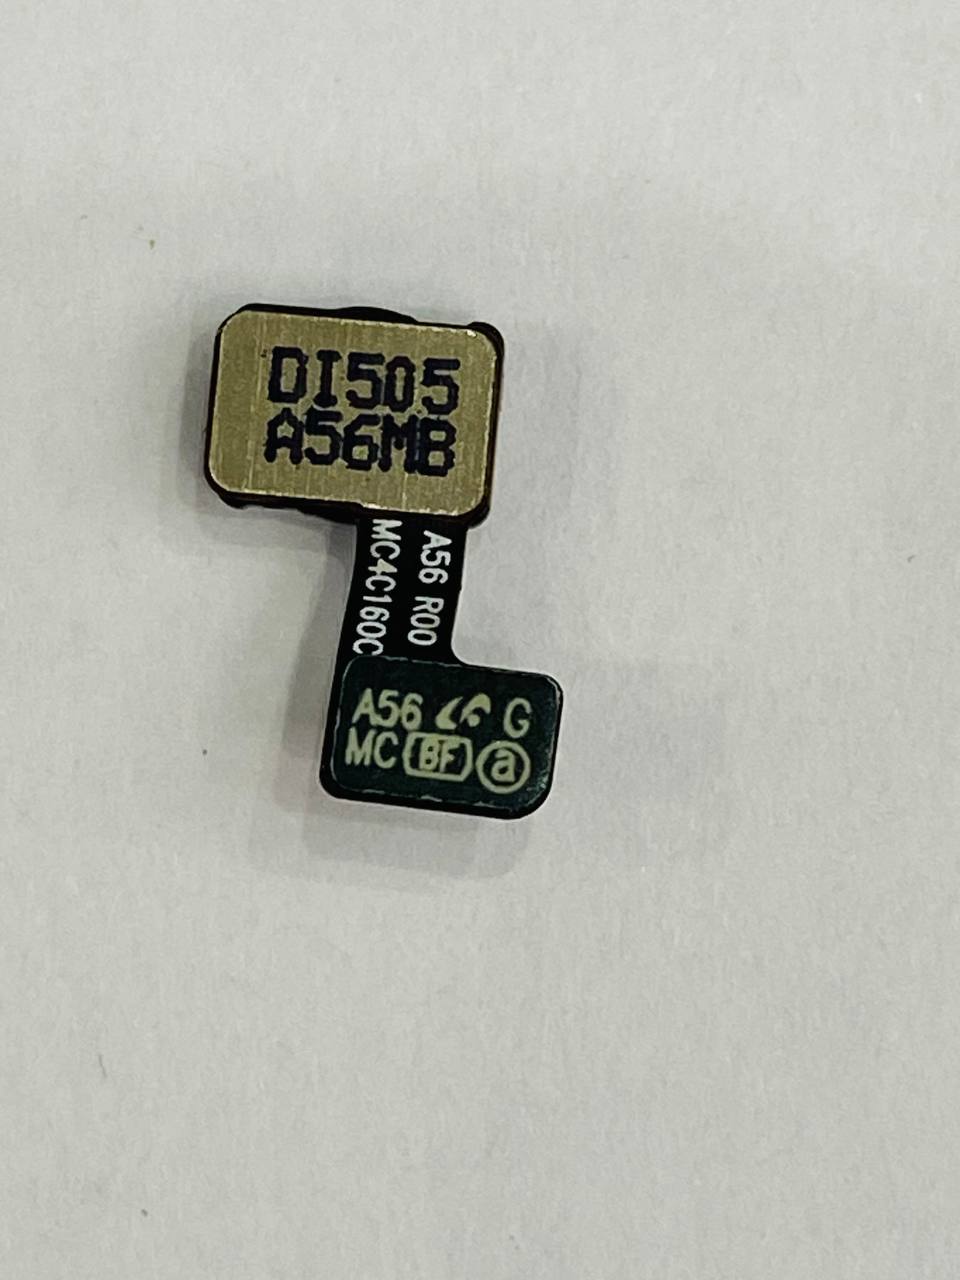 DI505
A56MB
A56 R00
MC4C160C
A56 G
MC BF a